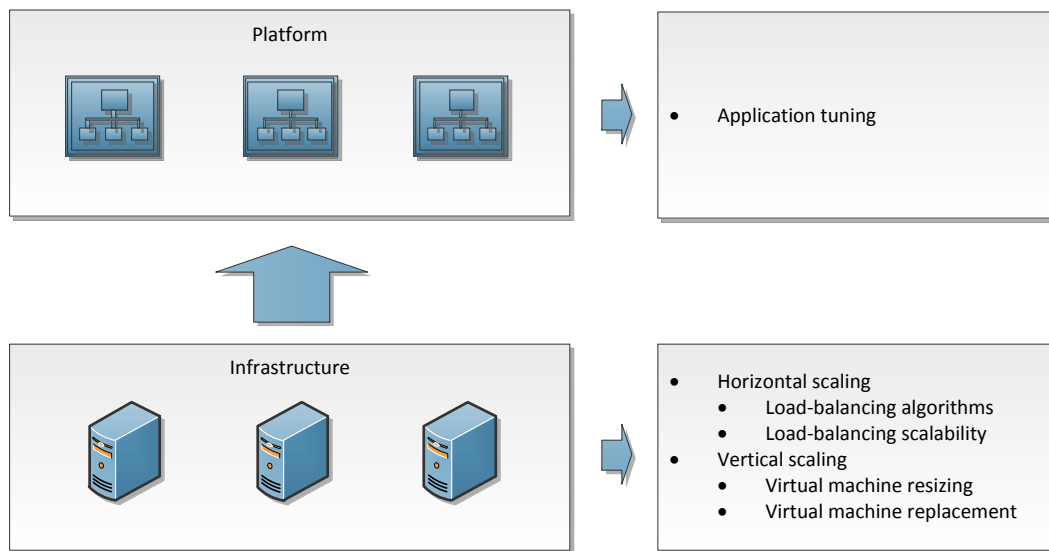 Platform
• Application tuning
Infrastructure
• Horizontal scaling
• Load-balancing algorithms
• Load-balancing scalability
• Vertical scaling
• Virtual machine resizing
• Virtual machine replacement